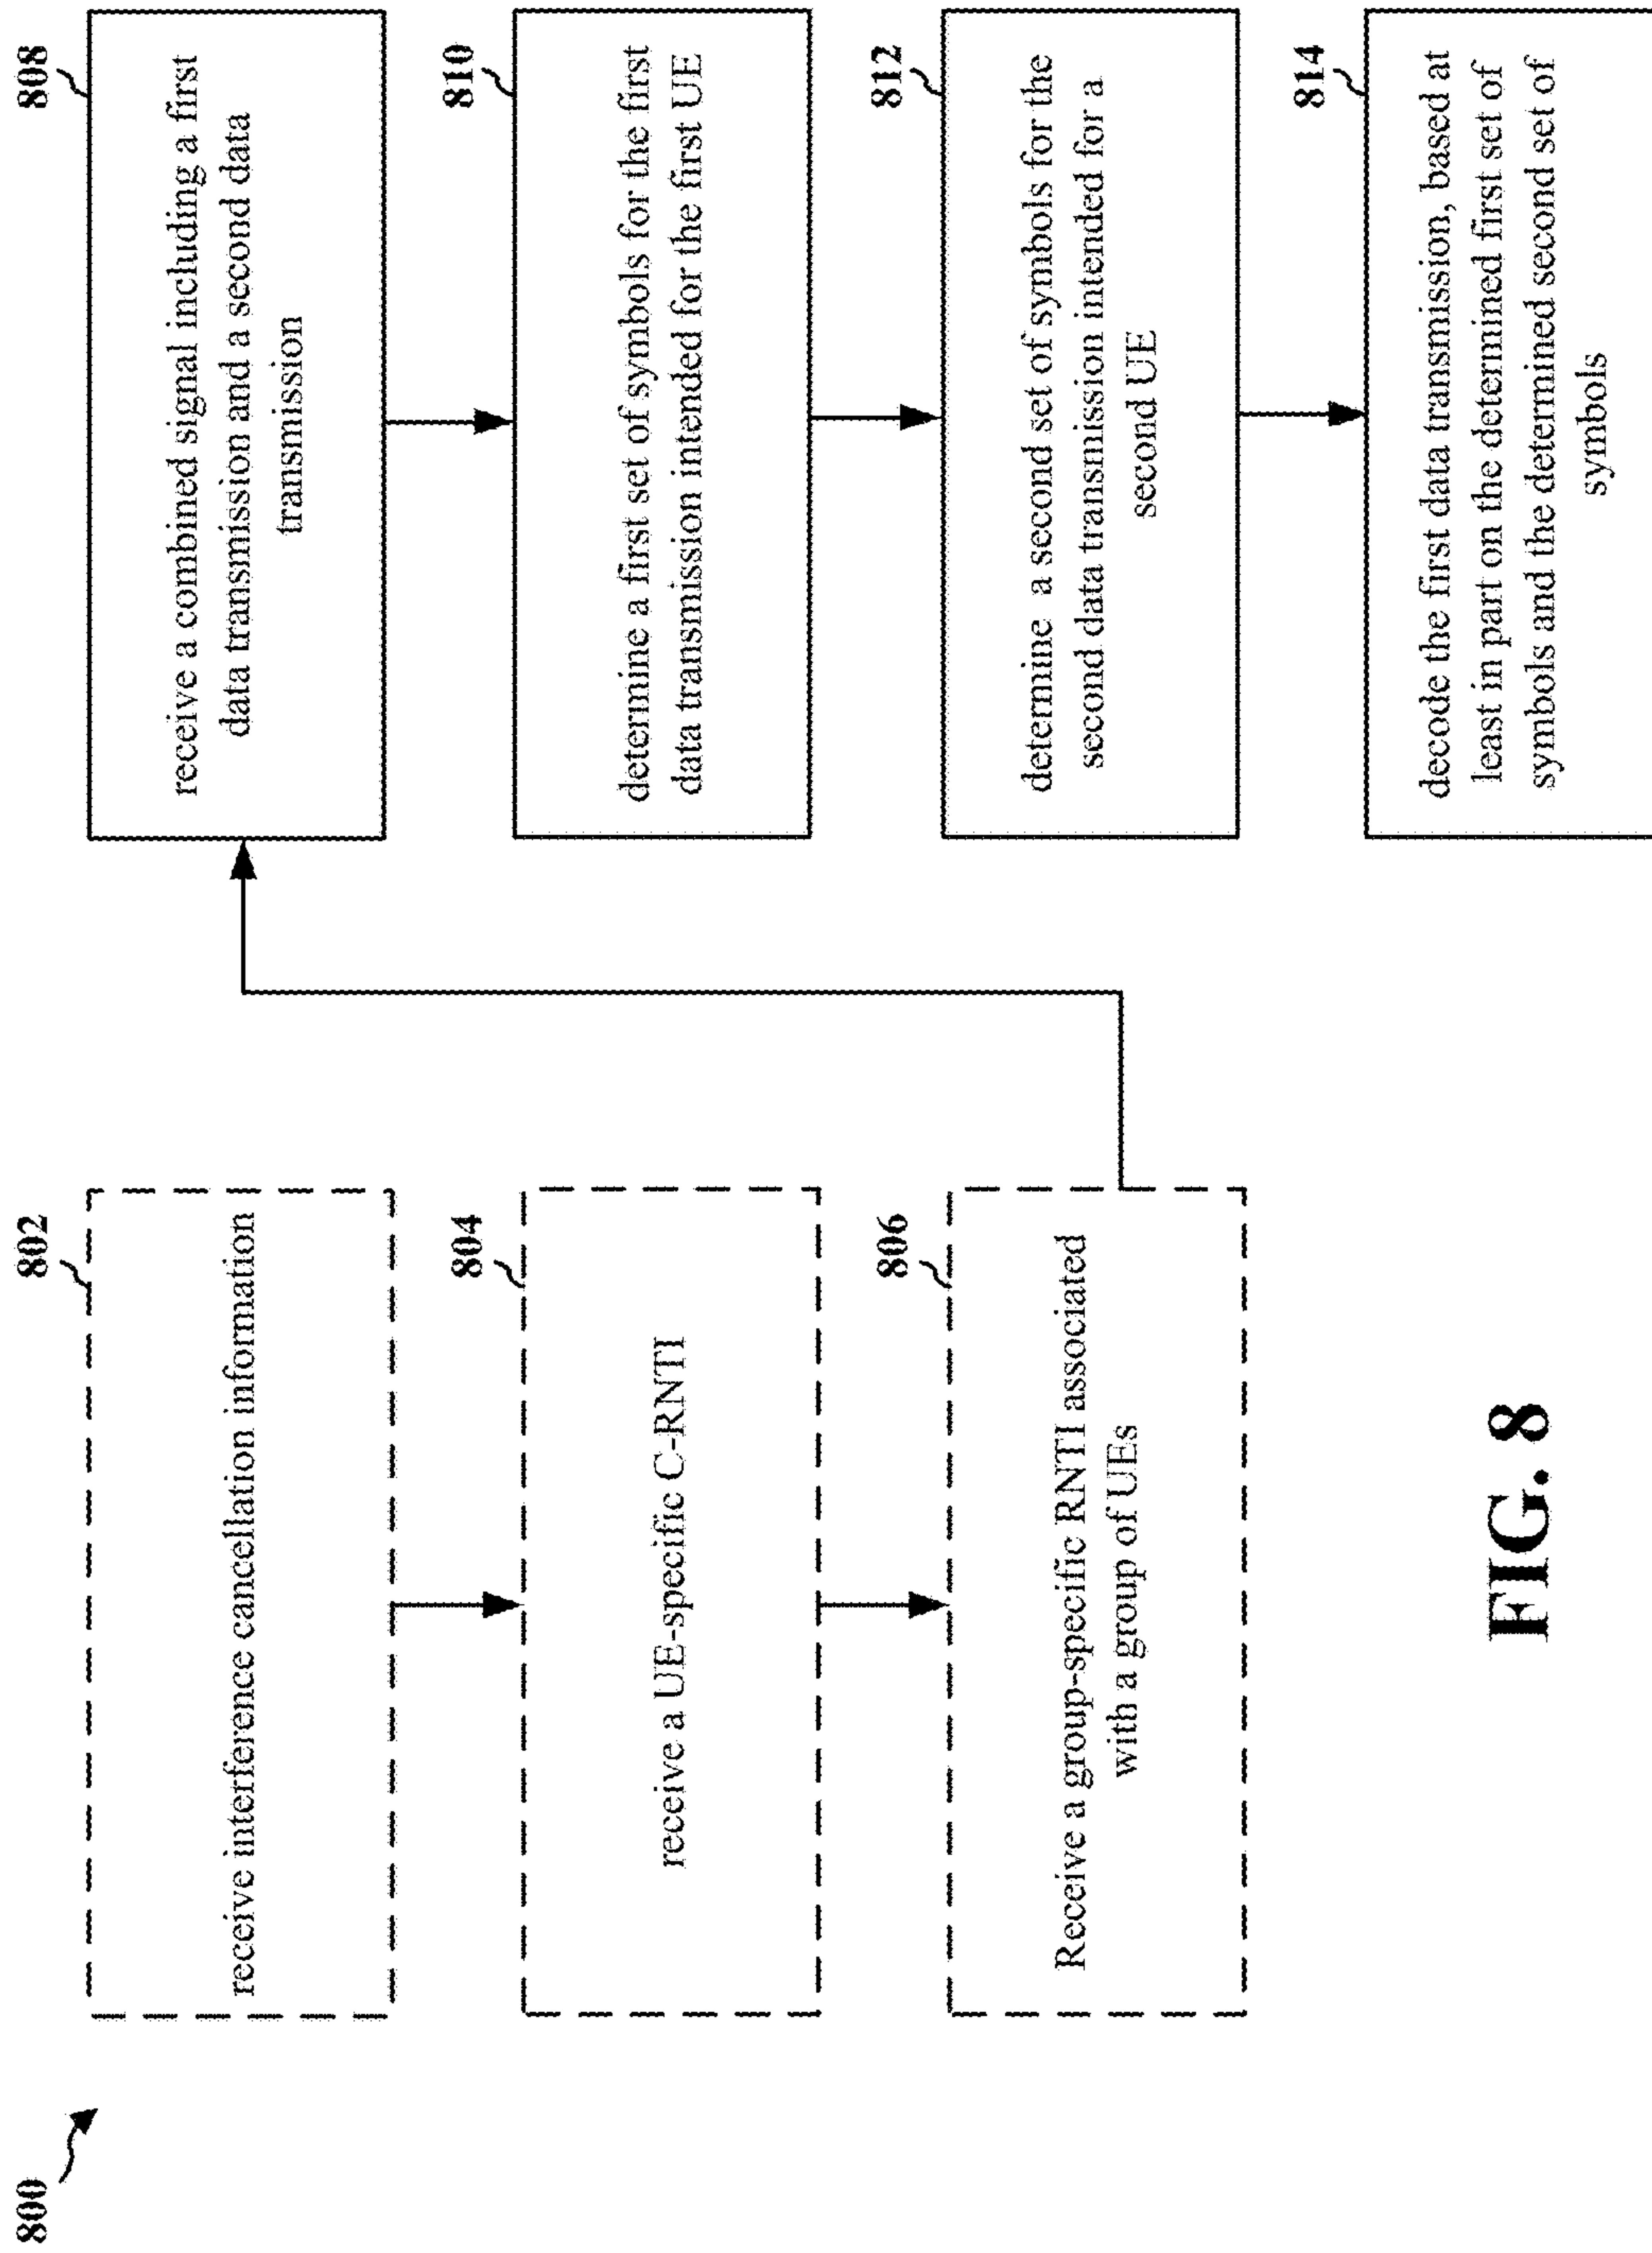 800
802
receive interference cancellation information
804
receive a UE-specific C-RNTI
806
Receive a group-specific RNTI associated
with a group of UEs
808
receive a combined signal including a first
data transmission and a second data
transmission
810
determine a first set of symbols for the first
data transmission intended for the first UE
812
determine a second set of symbols for the
second data transmission intended for a
second UE
814
decode the first data transmission, based at
least in part on the determined first set of
symbols and the determined second set of
symbols
FIG. 8